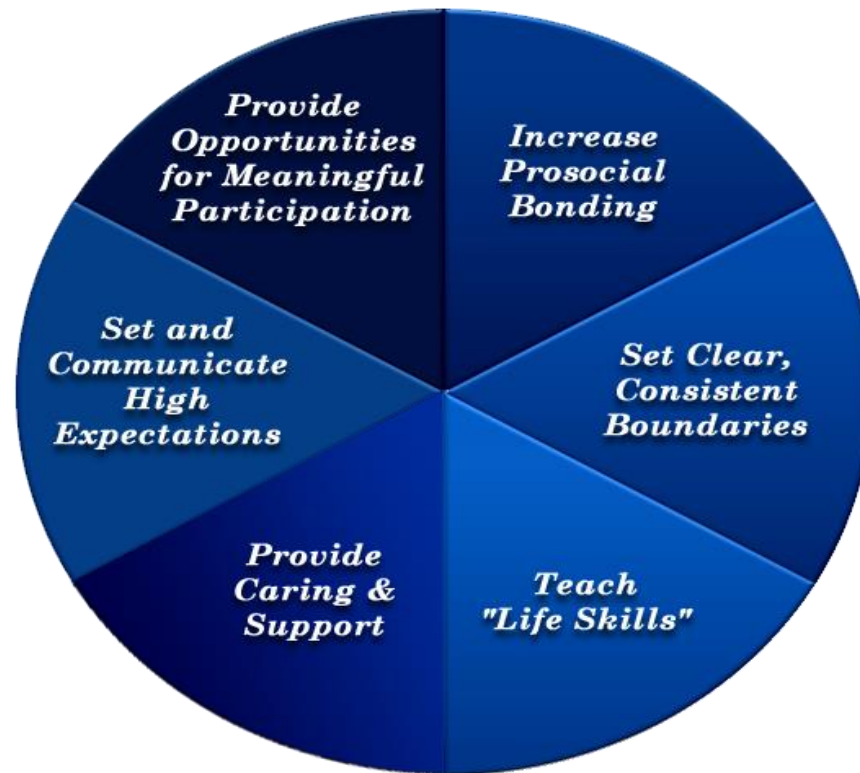 Provide
Opportunities
for Meaningful
Participation
Increase
Prosocial
Bonding
Set Clear,
Consistent
Boundaries
Teach
"Life Skills"
Provide
Caring &
Support
Set and
Communicate
High
Expectations